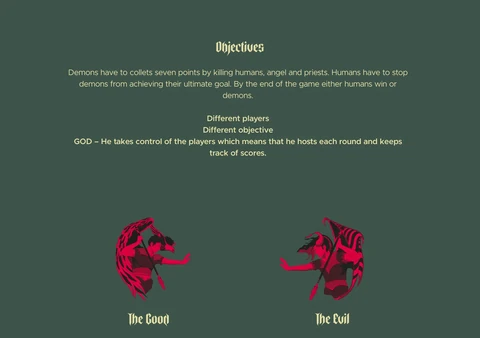 Objectives
Demons have to collets seven points by killing humans, angel and priests. Humans have to stop
demons from achieving their ultimate goal. By the end of the game either humans win or
demons.
Different players
Different objective
GOD – He takes control of the players which means that he hosts each round and keeps
track of scores.
The Good
The Evil